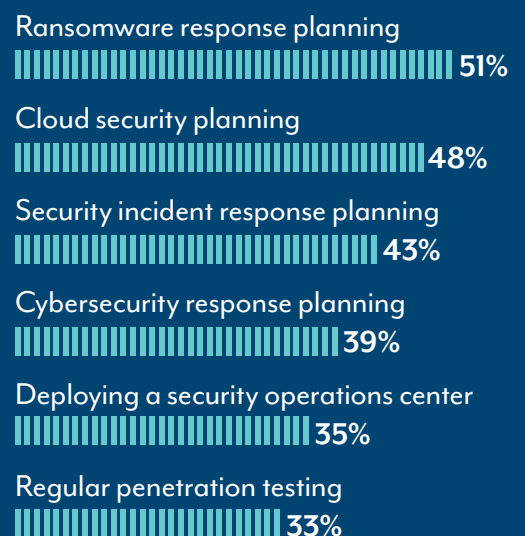 Ransomware response planning
51%
Cloud security planning
48%
Security incident response planning
43%
Cybersecurity response planning
39%
Deploying a security operations center
35%
Regular penetration testing
33%